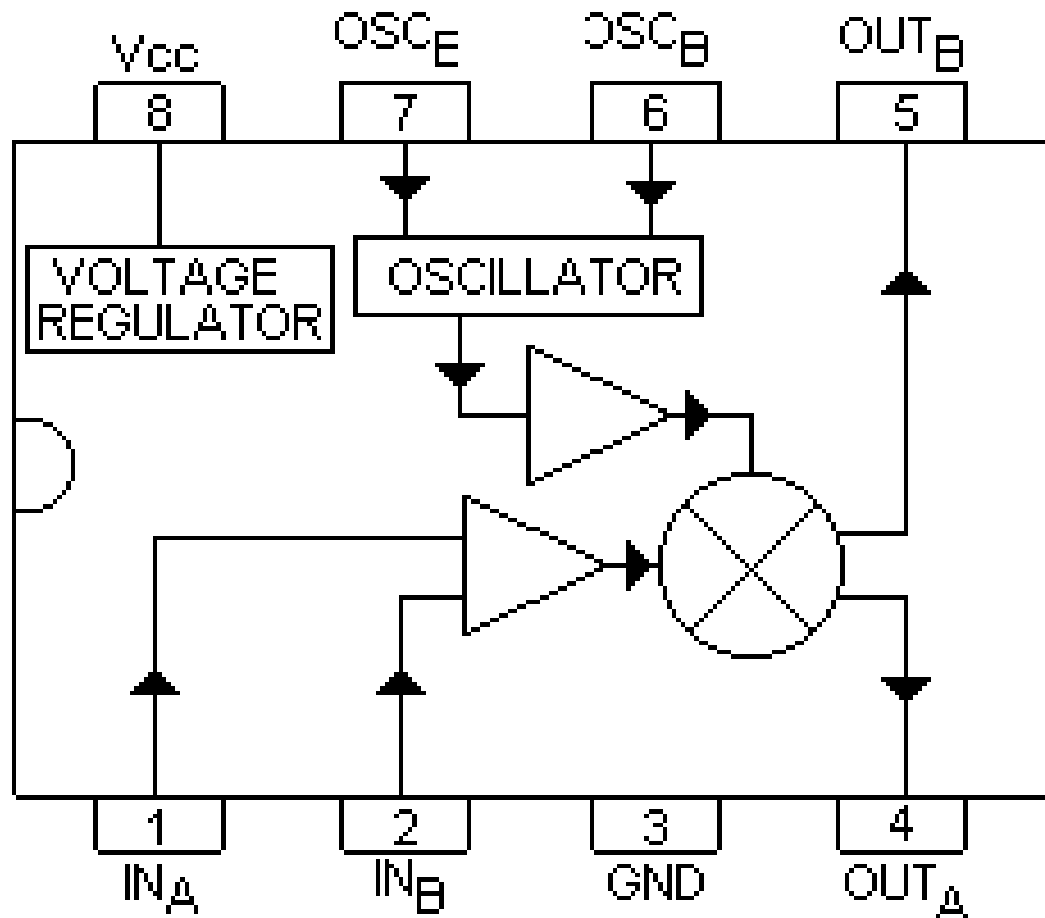 Vcc OSCE OSCB OUTB
8 7 6 5
VOLTAGE
REGULATOR
OSCILLATOR
1 2 3 4
INA INB GND OUTA